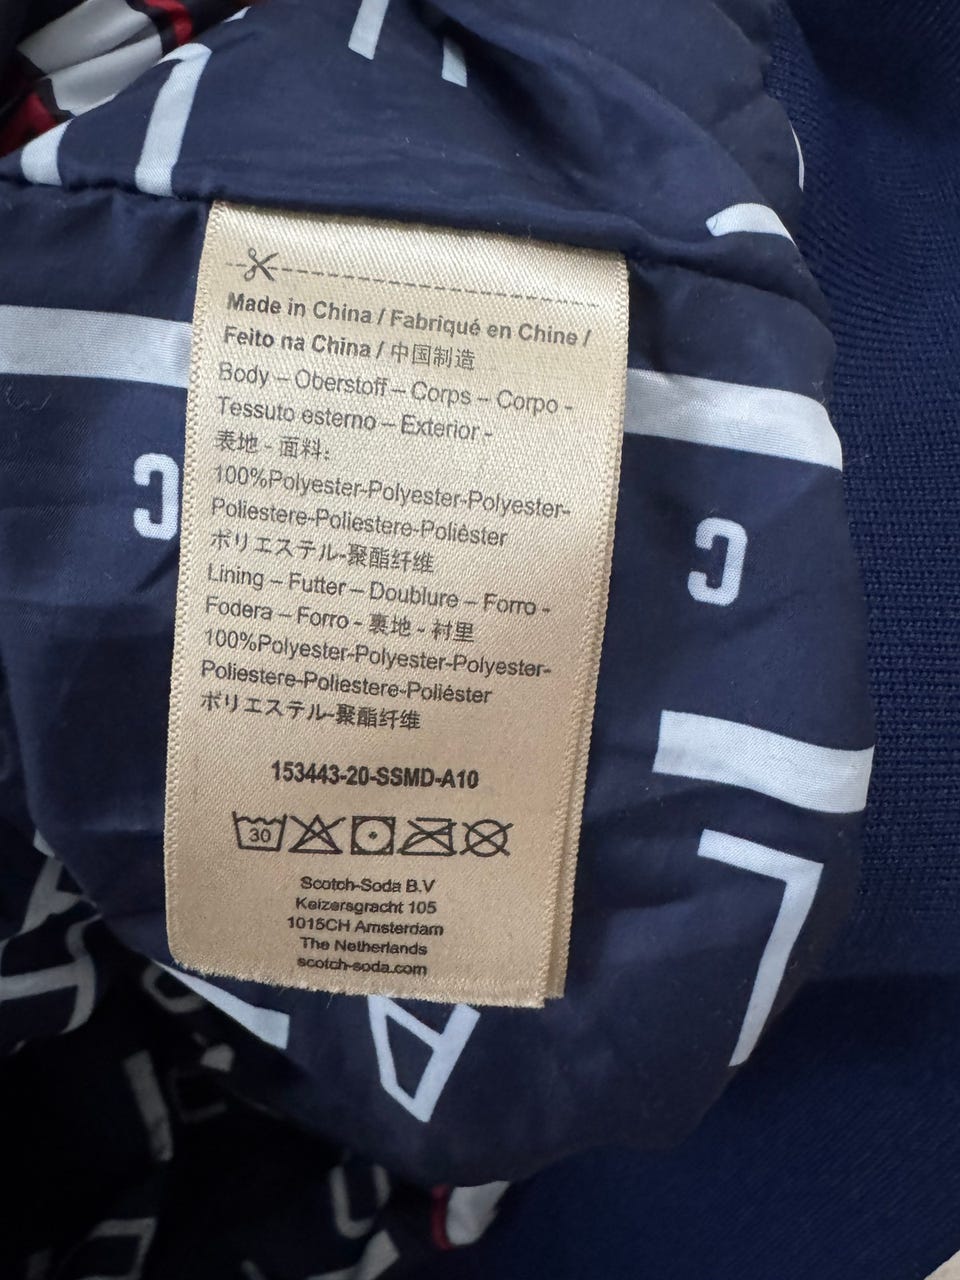 Made in China / Fabriqué en Chine /
Feito na China / 中国制造
Body – Oberstoff – Corps – Corpo -
Tessuto esterno – Exterior -
表地 - 面料:
100%Polyester-Polyester-Polyester-
Poliestere-Poliestere-Poliéster
ポリエステル-聚酯纤维
Lining – Futter – Doublure – Forro -
Fodera – Forro - 裏地 - 衬里
100%Polyester-Polyester-Polyester-
Poliestere-Poliestere-Poliéster
ポリエステル-聚酯纤维
153443-20-SSMD-A10
30
Scotch-Soda B.V
Keizersgracht 105
1015CH Amsterdam
The Netherlands
scotch-soda.com